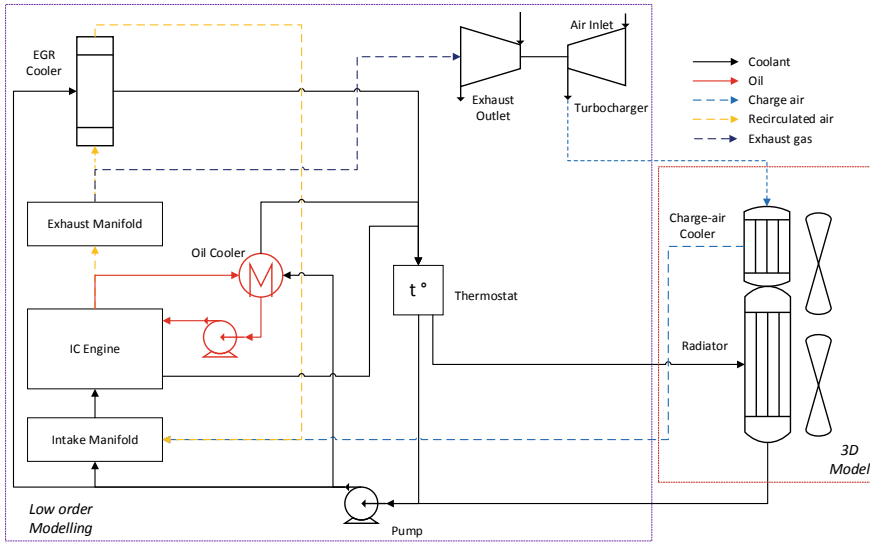 EGR
Cooler
Air Inlet
Exhaust
Outlet
Turbocharger
Coolant
Oil
Charge air
Recirculated air
Exhaust gas
Exhaust Manifold
Charge-air
Cooler
Oil Cooler
t°
Thermostat
IC Engine
Radiator
Intake Manifold
3D
Model
Low order
Modelling
Pump